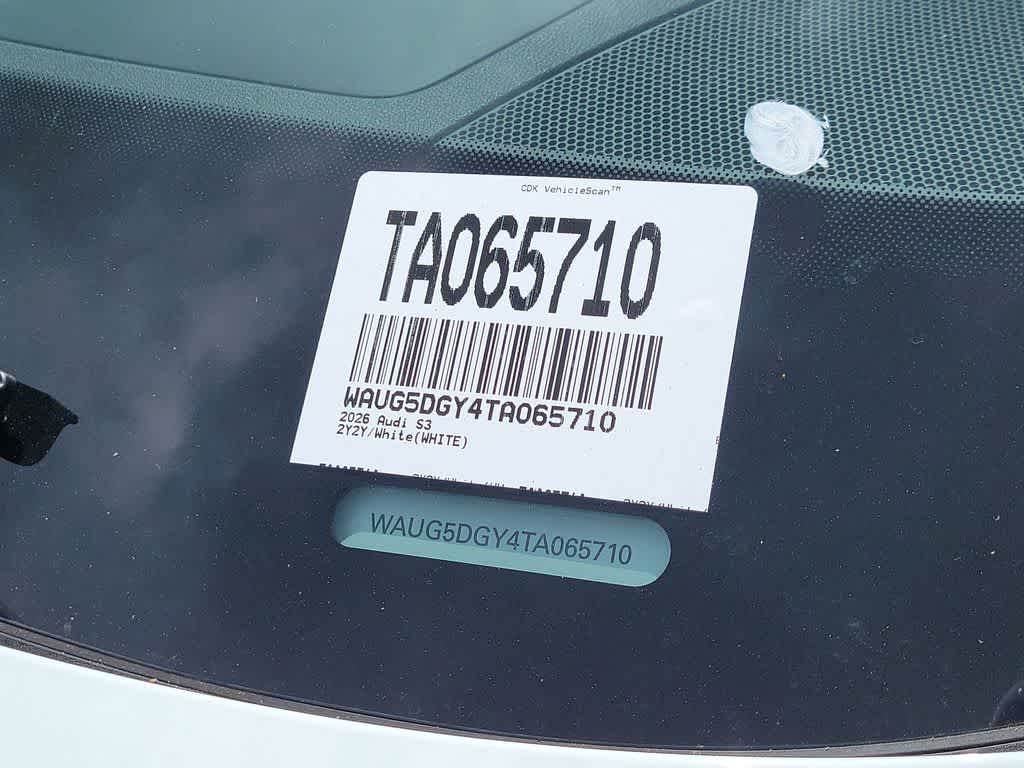 CDK VehicleScan™
TA065710
WAUG5DGY4TA065710
2026 Audi S3
2Y2Y/White(WHITE)
WAUG5DGY4TA065710